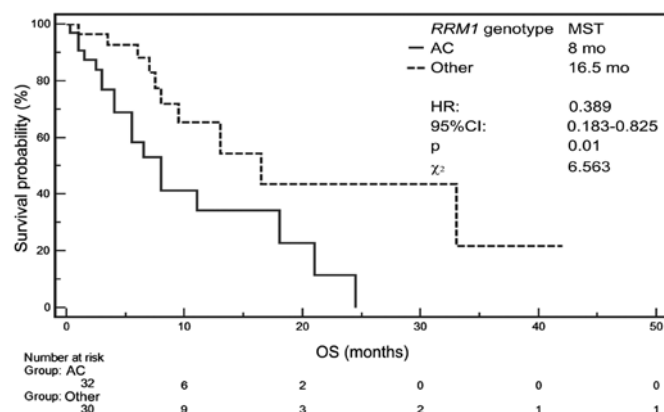 RRM1 genotype MST
AC 8 mo
Other 16.5 mo
HR: 0.389
95%CI: 0.183-0.825
p 0.01
χ2 6.563
Survival probability (%)
100
80
60
40
20
0
0 10 20 30 40 50
OS (months)
Number at risk
Group: AC
32 6 2 0 0 0
Group: Other
30 9 3 2 1 1